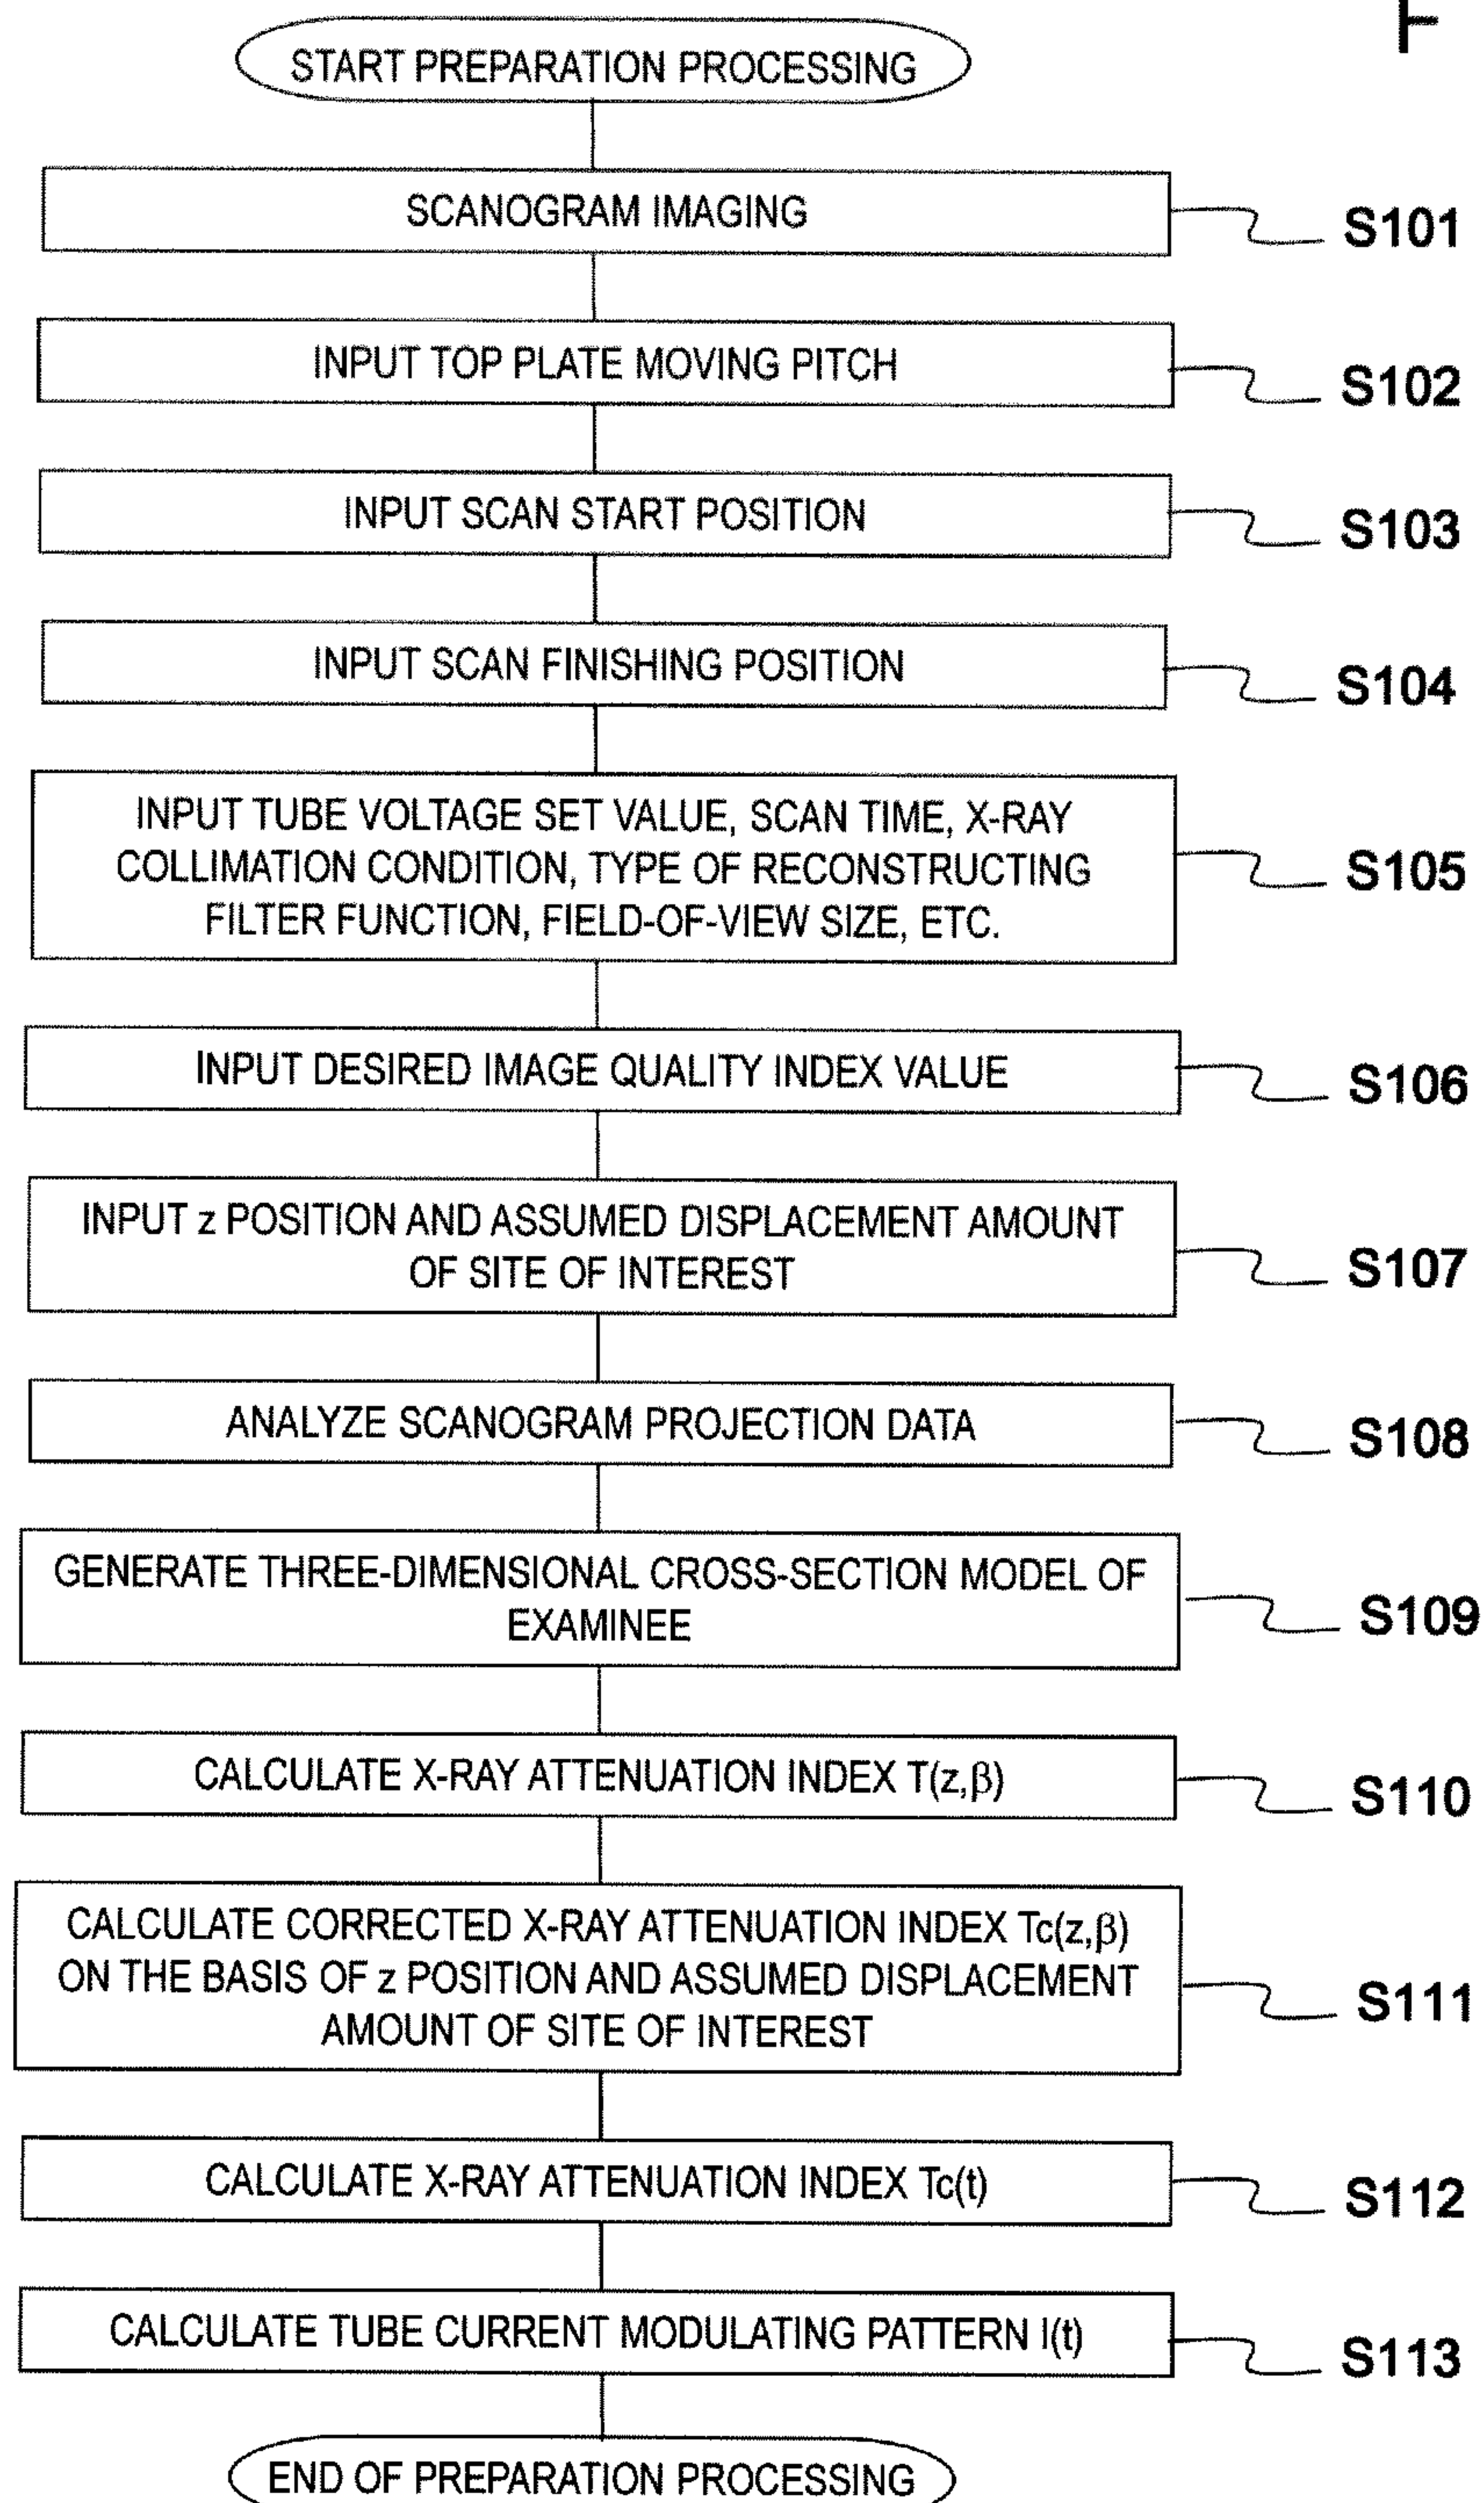 START PREPARATION PROCESSING
SCANOGRAM IMAGING
S101
INPUT TOP PLATE MOVING PITCH
S102
INPUT SCAN START POSITION
S103
INPUT SCAN FINISHING POSITION
S104
INPUT TUBE VOLTAGE SET VALUE, SCAN TIME, X-RAY
COLLIMATION CONDITION, TYPE OF RECONSTRUCTING
FILTER FUNCTION, FIELD-OF-VIEW SIZE, ETC.
S105
INPUT DESIRED IMAGE QUALITY INDEX VALUE
S106
INPUT z POSITION AND ASSUMED DISPLACEMENT AMOUNT
OF SITE OF INTEREST
S107
ANALYZE SCANOGRAM PROJECTION DATA
S108
GENERATE THREE-DIMENSIONAL CROSS-SECTION MODEL OF
EXAMINEE
S109
CALCULATE X-RAY ATTENUATION INDEX T(z,β)
S110
CALCULATE CORRECTED X-RAY ATTENUATION INDEX Tc(z,β)
ON THE BASIS OF z POSITION AND ASSUMED DISPLACEMENT
AMOUNT OF SITE OF INTEREST
S111
CALCULATE X-RAY ATTENUATION INDEX Tc(t)
S112
CALCULATE TUBE CURRENT MODULATING PATTERN I(t)
S113
END OF PREPARATION PROCESSING